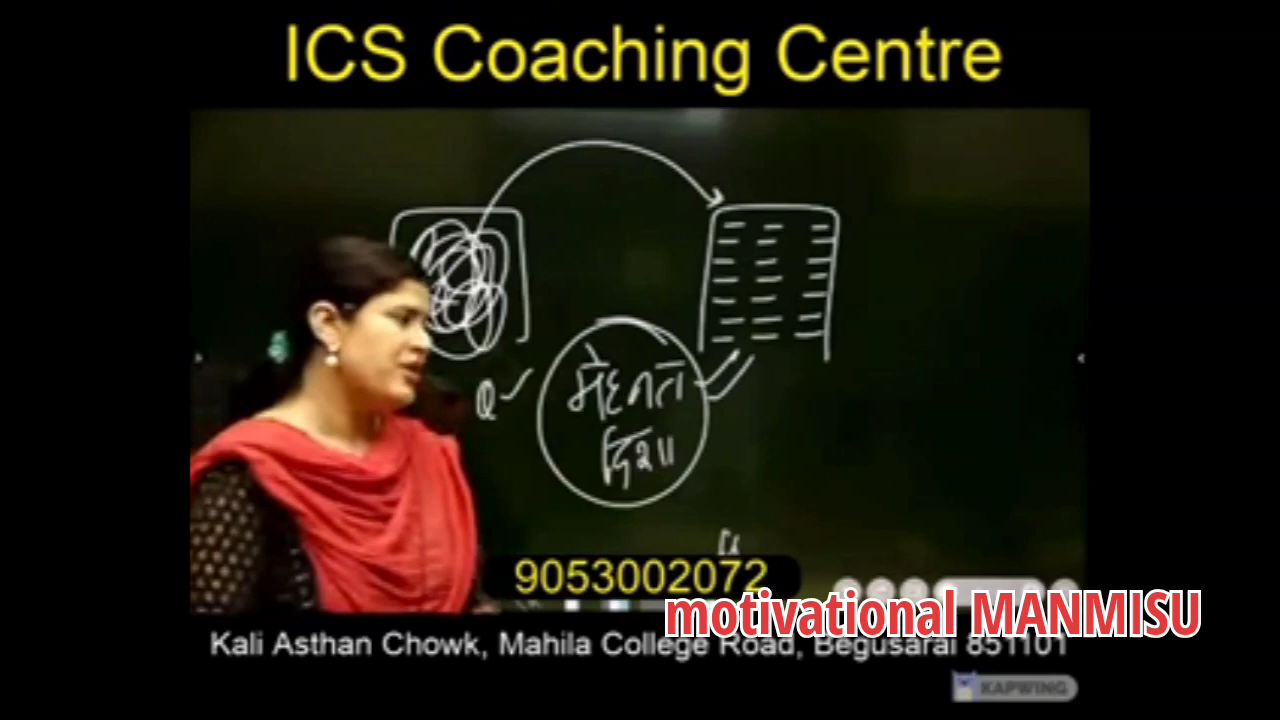 ICS Coaching Centre
Q
मेहनत
दिशा
9053002072
motivational MANMISU
Kali Asthan Chowk, Mahila College Road, Begusarai 851101
KAPWING